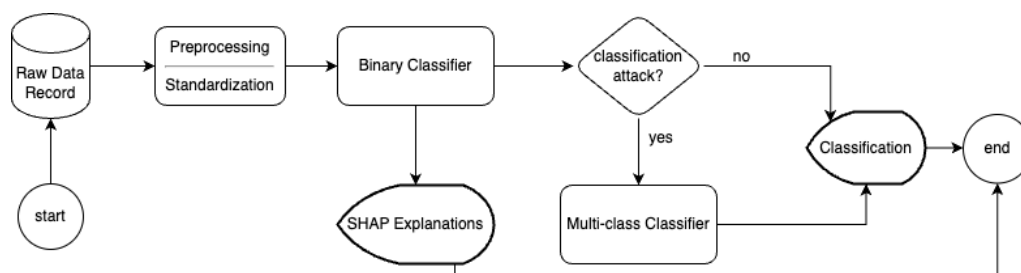 Raw Data
Record
Preprocessing
Standardization
Binary Classifier
classification
attack?
no
yes
Classification
end
start
SHAP Explanations
Multi-class Classifier